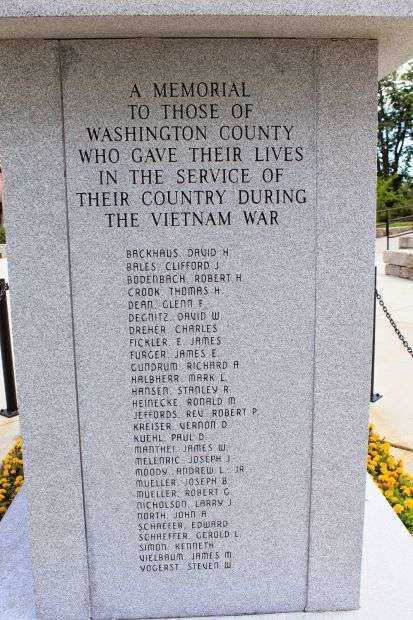 A MEMORIAL
TO THOSE OF
WASHINGTON COUNTY
WHO GAVE THEIR LIVES
IN THE SERVICE OF
THEIR COUNTRY DURING
THE VIETNAM WAR
BACKHAUS, DAVID H.
BALES, CLIFFORD J.
BODENBACH, ROBERT H.
CROOK, THOMAS H.
DEAN, GLENN F.
DEGNITZ, DAVID W.
DREHER, CHARLES
FICKLER, E. JAMES
FURGER, JAMES E.
GUNDRUM, RICHARD A.
HALBHERR, MARK L.
HANSEN, STANLEY R.
HEINECKE, RONALD M.
JEFFORDS, REV. ROBERT P.
KREISER, VERNON D.
KUEHL, PAUL D.
MANTHEI, JAMES W.
MELENRIC, JOSEPH J.
MOODY, ANDREW L., JR.
MUELLER, JOSEPH B.
MUELLER, ROBERT G.
NICHOLSON, LARRY J.
NORTH, JOHN A.
SCHAEFER, EDWARD
SCHAEFFER, GEROLD L.
SIMON, KENNETH
VIELBAUM, JAMES M.
VOGERST, STEVEN W.